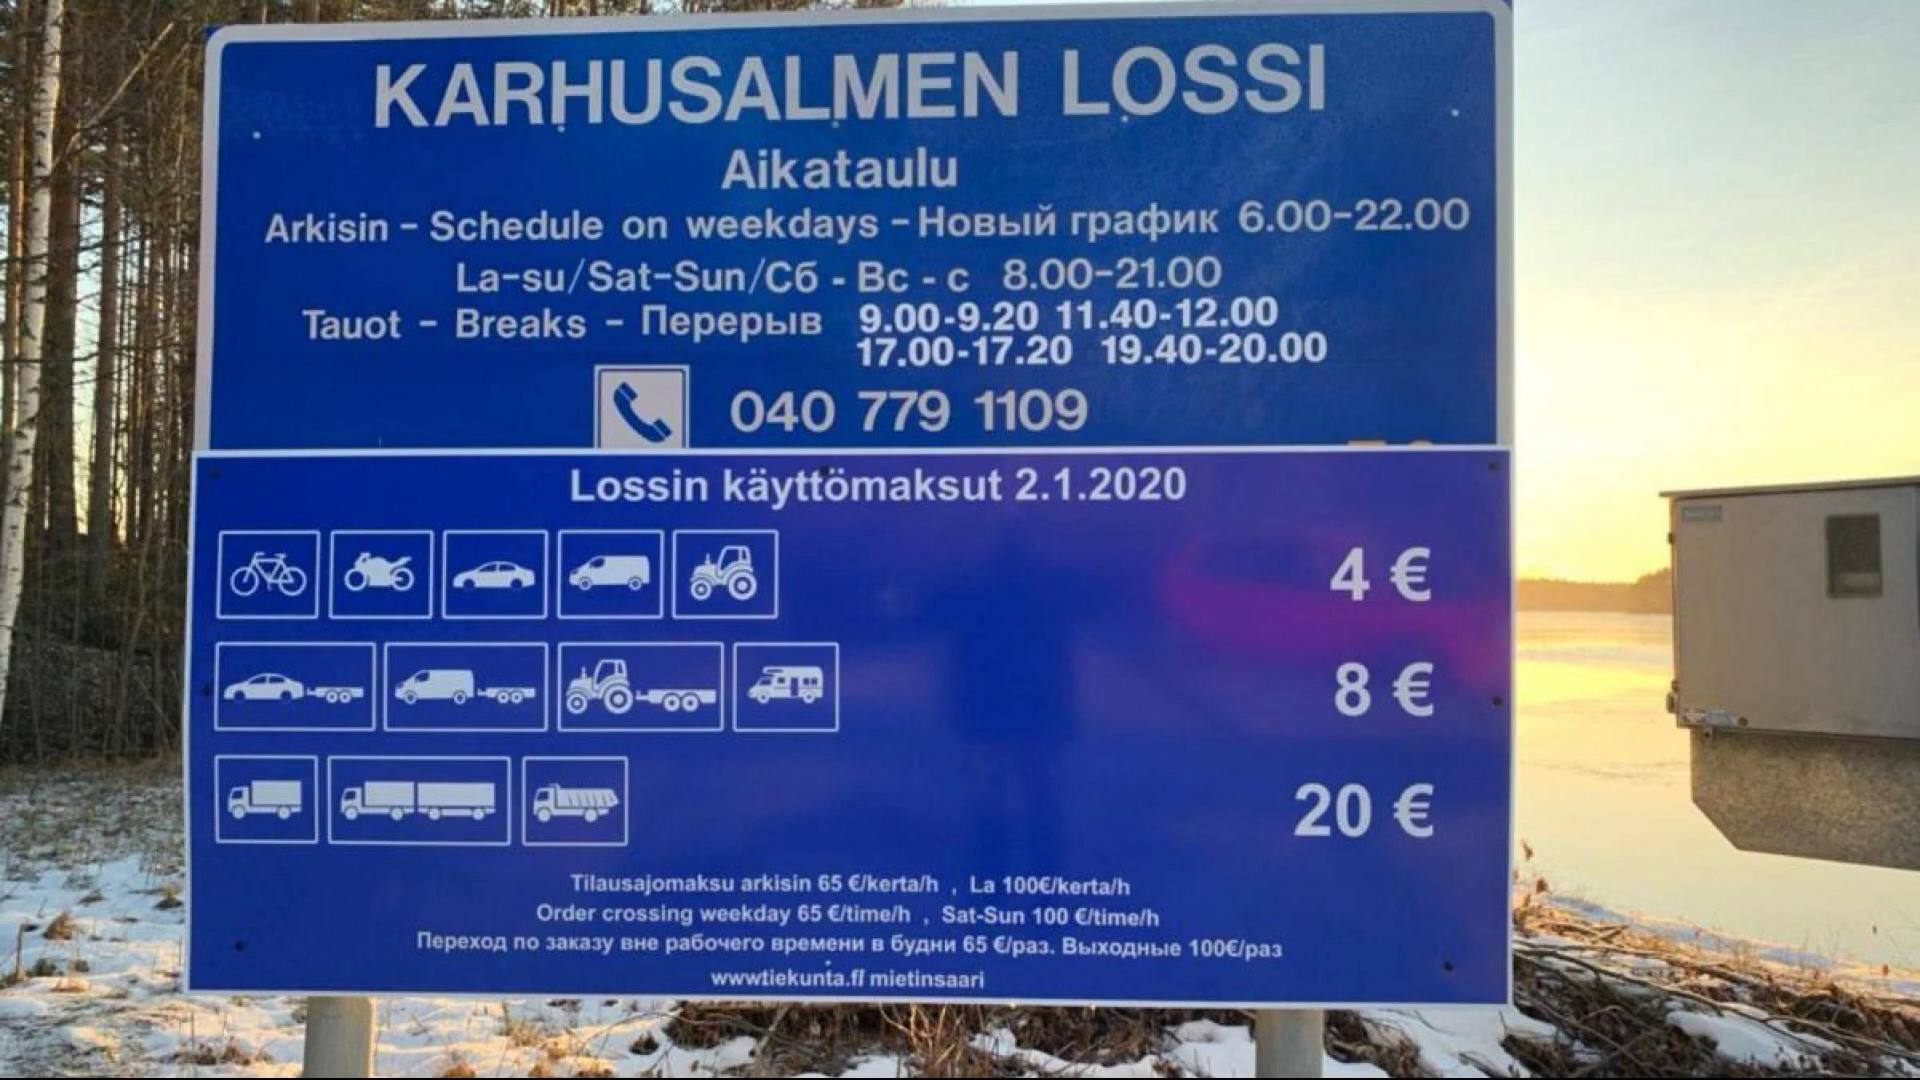 KARHUSALMEN LOSSI
Aikataulu
Arkisin - Schedule on weekdays - Новый график 6.00-22.00
La-su/Sat-Sun/Сб - Вс - с 8.00-21.00
Tauot - Breaks - Перерыв 9.00-9.20 11.40-12.00
17.00-17.20 19.40-20.00
040 779 1109
Lossin käyttömaksut 2.1.2020
4 €
8 €
20 €
Tilausajomaksu arkisin 65 €/kerta/h , La 100€/kerta/h
Order crossing weekday 65 €/time/h , Sat-Sun 100 €/time/h
Переход по заказу вне рабочего времени в будни 65 €/раз. Выходные 100€/раз
www.tiekunta.fi mietinsaari